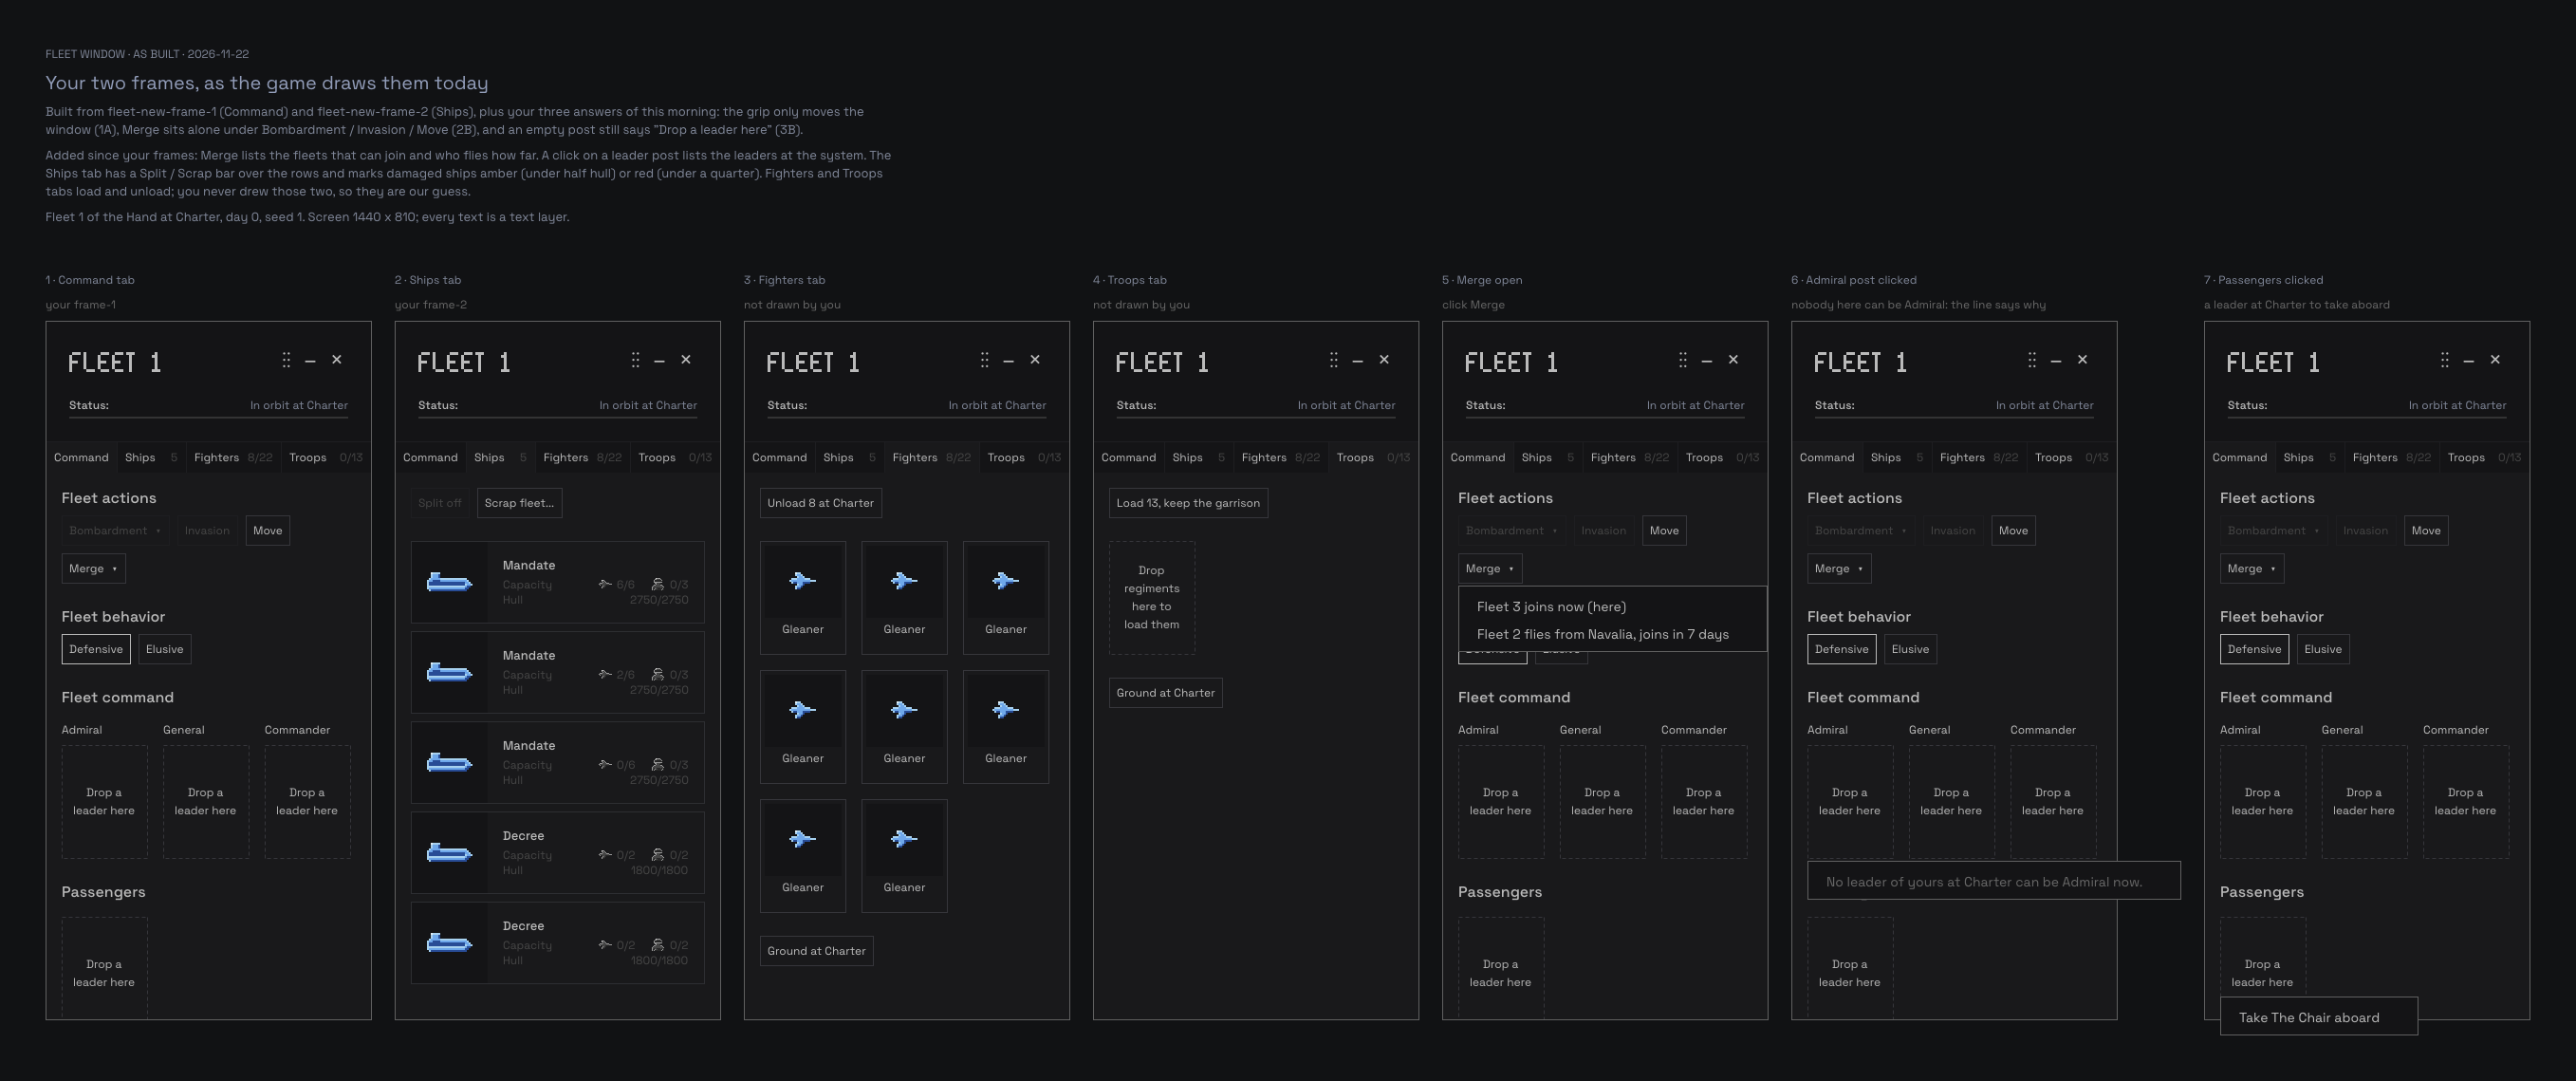 FLEET WINDOW · AS BUILT · 2026-11-22
Your two frames, as the game draws them today
Built from fleet-new-frame-1 (Command) and fleet-new-frame-2 (Ships), plus your three answers of this morning: the grip only moves the
window (1A), Merge sits alone under Bombardment / Invasion / Move (2B), and an empty post still says "Drop a leader here" (3B).
Added since your frames: Merge lists the fleets that can join and who flies how far. A click on a leader post lists the leaders at the system. The
Ships tab has a Split / Scrap bar over the rows and marks damaged ships amber (under half hull) or red (under a quarter). Fighters and Troops
tabs load and unload; you never drew those two, so they are our guess.
Fleet 1 of the Hand at Charter, day 0, seed 1. Screen 1440 x 810; every text is a text layer.
1 · Command tab
your frame-1
FLEET 1
Status: In orbit at Charter
Command Ships 5 Fighters 8/22 Troops 0/13
Fleet actions
Bombardment Invasion Move
Merge
Fleet behavior
Defensive Elusive
Fleet command
Admiral General Commander
Drop a leader here
Drop a leader here
Drop a leader here
Passengers
Drop a
leader here
2 · Ships tab
your frame-2
FLEET 1
Status: In orbit at Charter
Command Ships 5 Fighters 8/22 Troops 0/13
Split off Scrap fleet...
Mandate
Capacity 6/6 0/3
Hull 2750/2750
Mandate
Capacity 2/6 0/3
Hull 2750/2750
Mandate
Capacity 0/6 0/3
Hull 2750/2750
Decree
Capacity 0/2 0/2
Hull 1800/1800
Decree
Capacity 0/2 0/2
Hull 1800/1800
3 · Fighters tab
not drawn by you
FLEET 1
Status: In orbit at Charter
Command Ships 5 Fighters 8/22 Troops 0/13
Unload 8 at Charter
Gleaner Gleaner Gleaner
Gleaner Gleaner Gleaner
Gleaner Gleaner
Ground at Charter
4 · Troops tab
not drawn by you
FLEET 1
Status: In orbit at Charter
Command Ships 5 Fighters 8/22 Troops 0/13
Load 13, keep the garrison
Drop
regiments
here to
load them
Ground at Charter
5 · Merge open
click Merge
FLEET 1
Status: In orbit at Charter
Command Ships 5 Fighters 8/22 Troops 0/13
Fleet actions
Bombardment Invasion Move
Merge
Fleet 3 joins now (here)
Fleet 2 flies from Navalia, joins in 7 days
Fleet command
Admiral General Commander
Drop a leader here
Drop a leader here
Drop a leader here
Passengers
Drop a
leader here
6 · Admiral post clicked
nobody here can be Admiral: the line says why
FLEET 1
Status: In orbit at Charter
Command Ships 5 Fighters 8/22 Troops 0/13
Fleet actions
Bombardment Invasion Move
Merge
Fleet behavior
Defensive Elusive
Fleet command
Admiral General Commander
Drop a leader here
Drop a leader here
Drop a leader here
No leader of yours at Charter can be Admiral now.
Drop a
leader here
7 · Passengers clicked
a leader at Charter to take aboard
FLEET 1
Status: In orbit at Charter
Command Ships 5 Fighters 8/22 Troops 0/13
Fleet actions
Bombardment Invasion Move
Merge
Fleet behavior
Defensive Elusive
Fleet command
Admiral General Commander
Drop a leader here
Drop a leader here
Drop a leader here
Passengers
Drop a
leader here
Take The Chair aboard